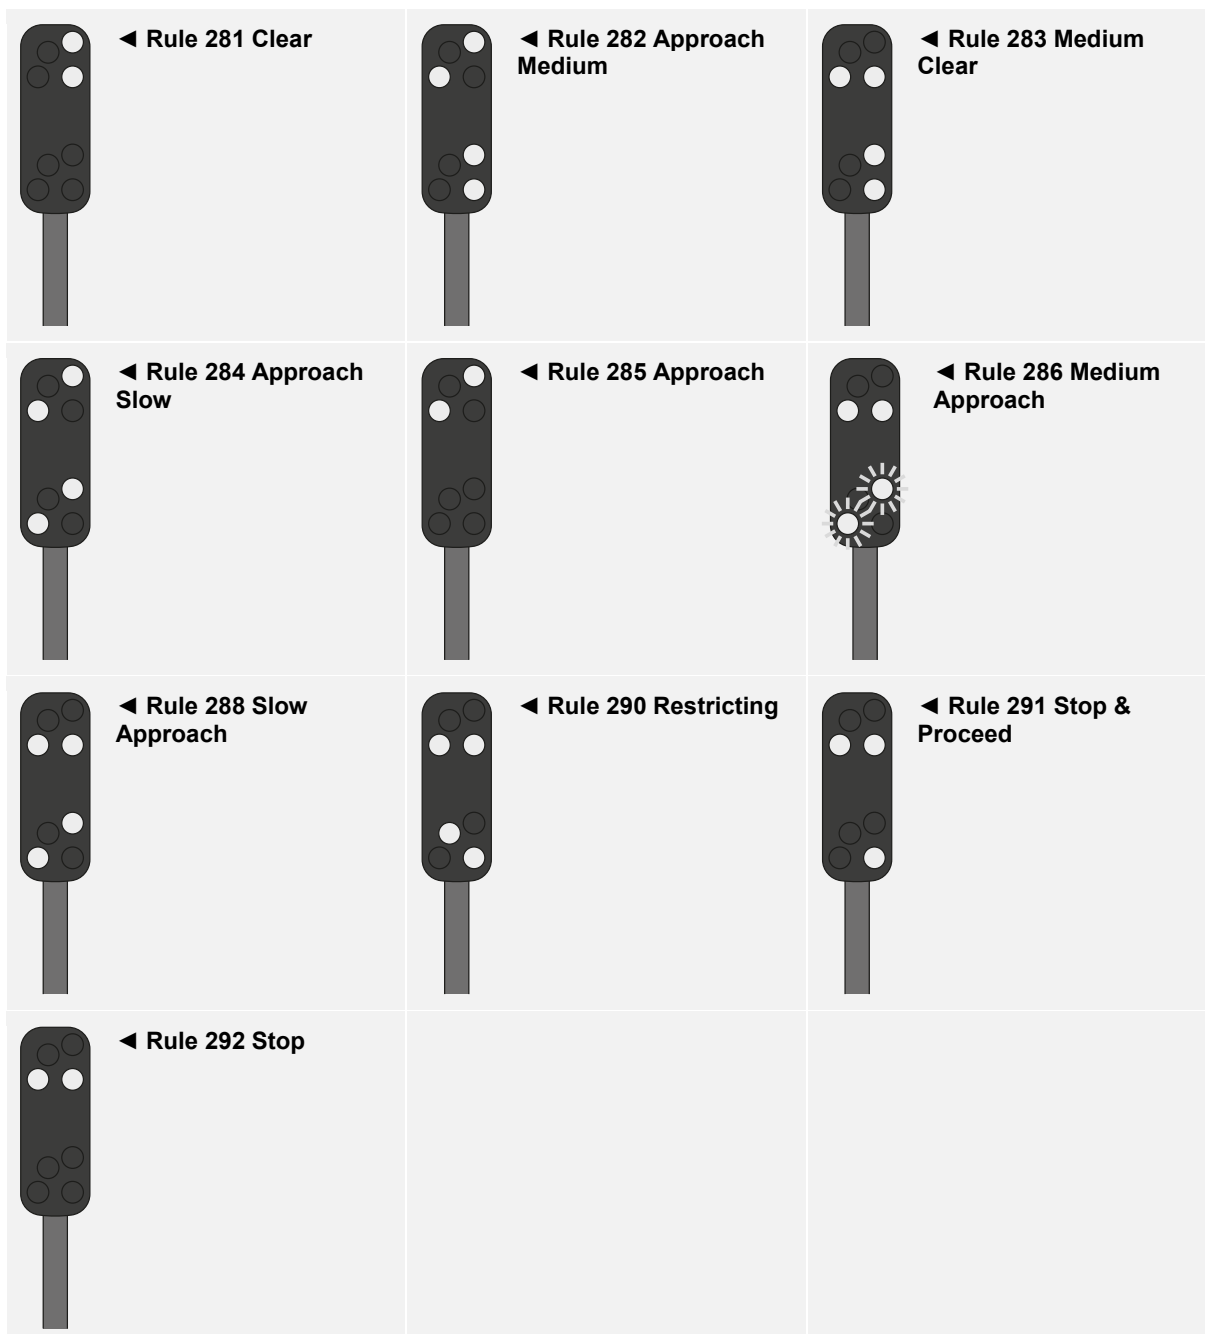 ◄ Rule 281 Clear
◄ Rule 282 Approach
Medium
◄ Rule 283 Medium
Clear
◄ Rule 284 Approach
Slow
◄ Rule 285 Approach
◄ Rule 286 Medium
Approach
◄ Rule 288 Slow
Approach
◄ Rule 290 Restricting
◄ Rule 291 Stop &
Proceed
◄ Rule 292 Stop